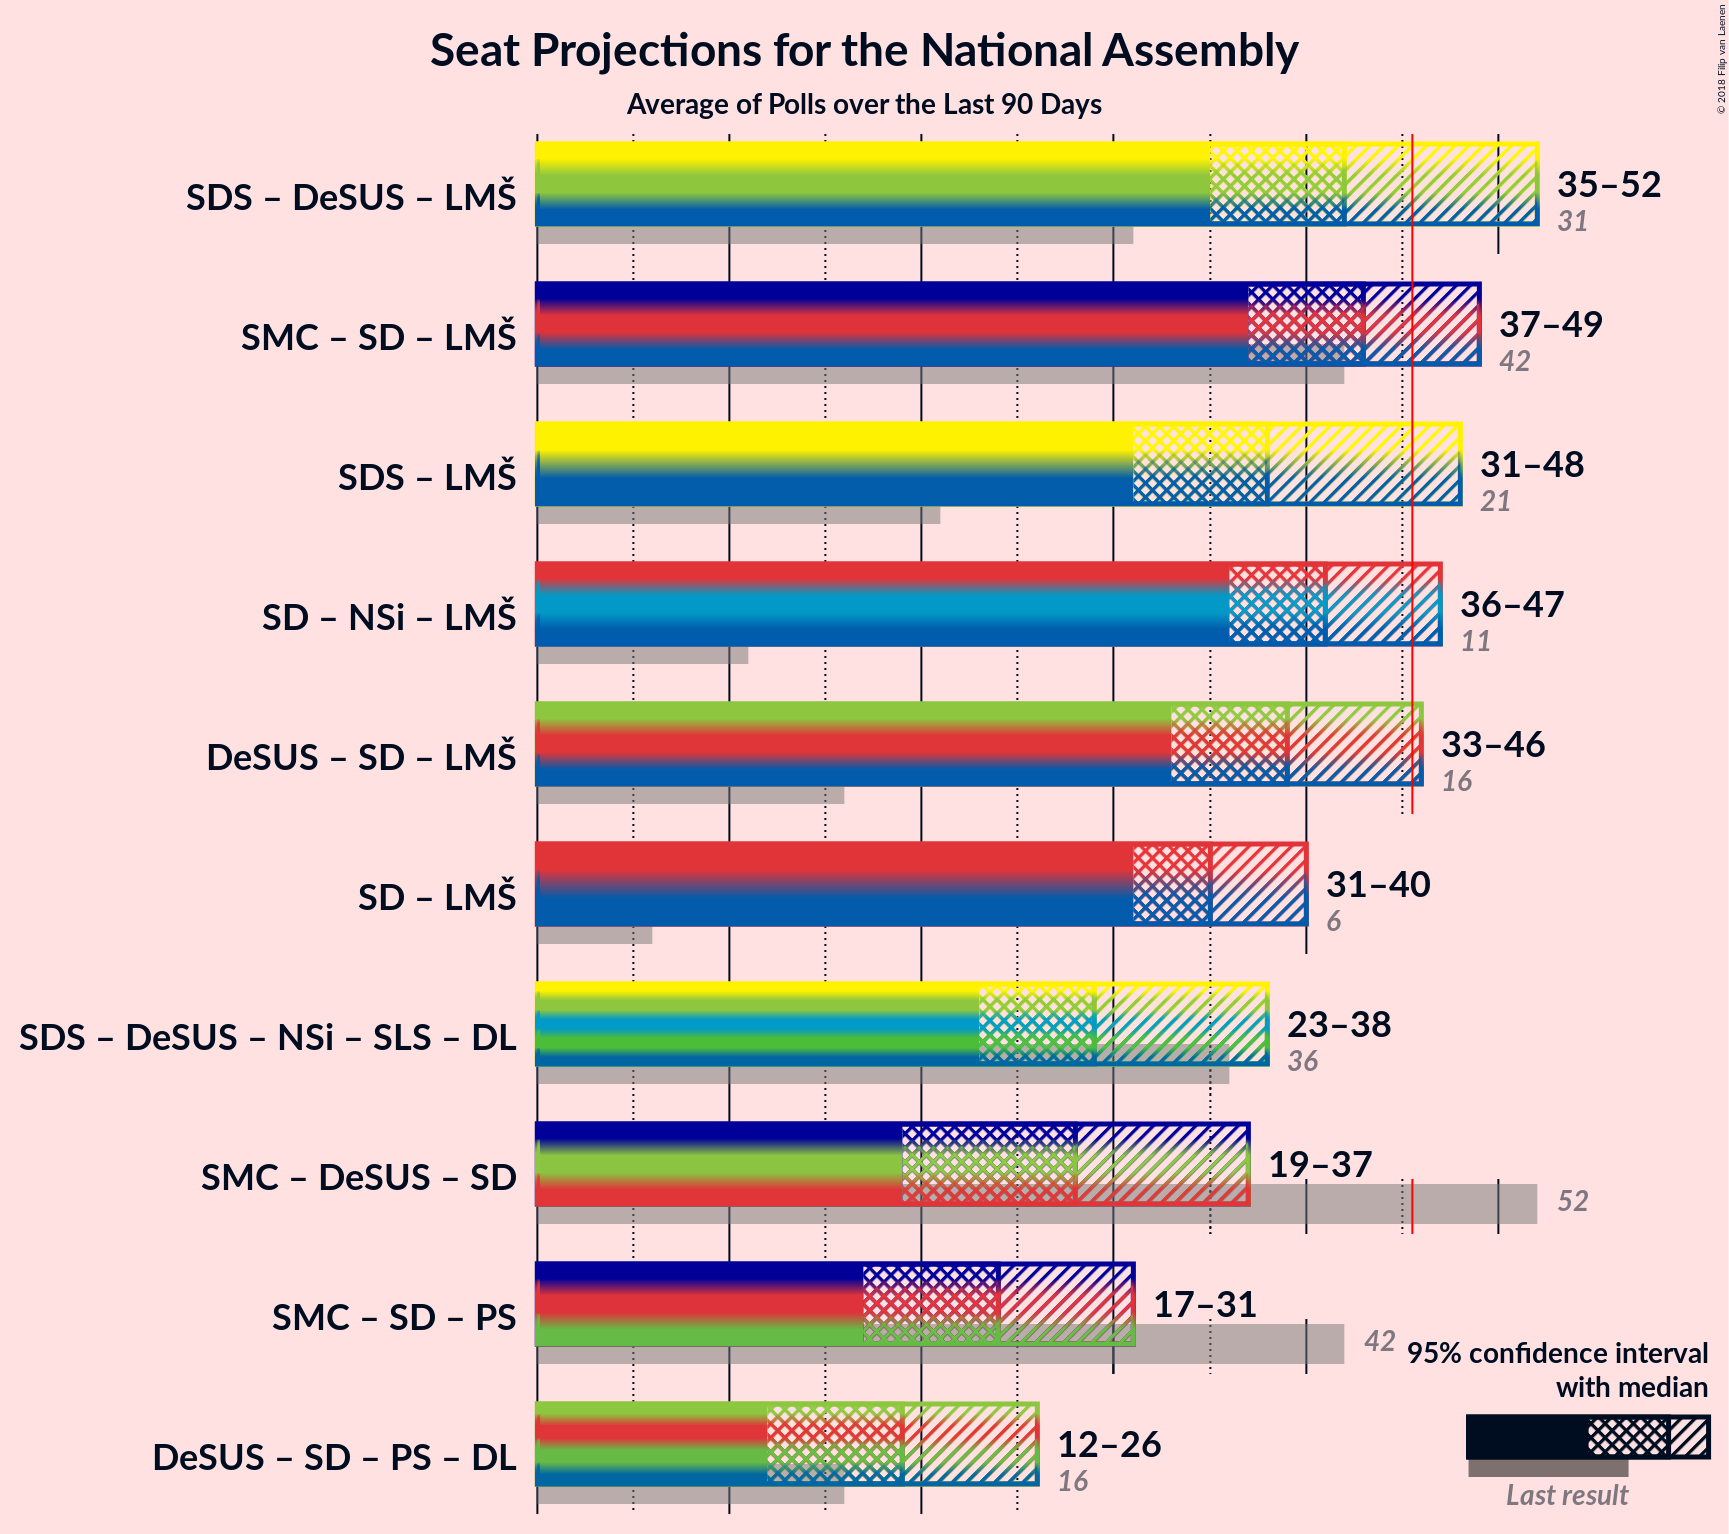 Seat Projections for the National Assembly
Average of Polls over the Last 90 Days
© 2018 Filip van Laenen
SDS – DeSUS – LMŠ
35–52
31
SMC – SD – LMŠ
37–49
42
SDS – LMŠ
31–48
21
SD – NSi – LMŠ
36–47
11
DeSUS – SD – LMŠ
33–46
16
SD – LMŠ
31–40
6
SDS – DeSUS – NSi – SLS – DL
23–38
36
SMC – DeSUS – SD
19–37
52
SMC – SD – PS
17–31
42
DeSUS – SD – PS – DL
12–26
16
95% confidence interval
with median
Last result